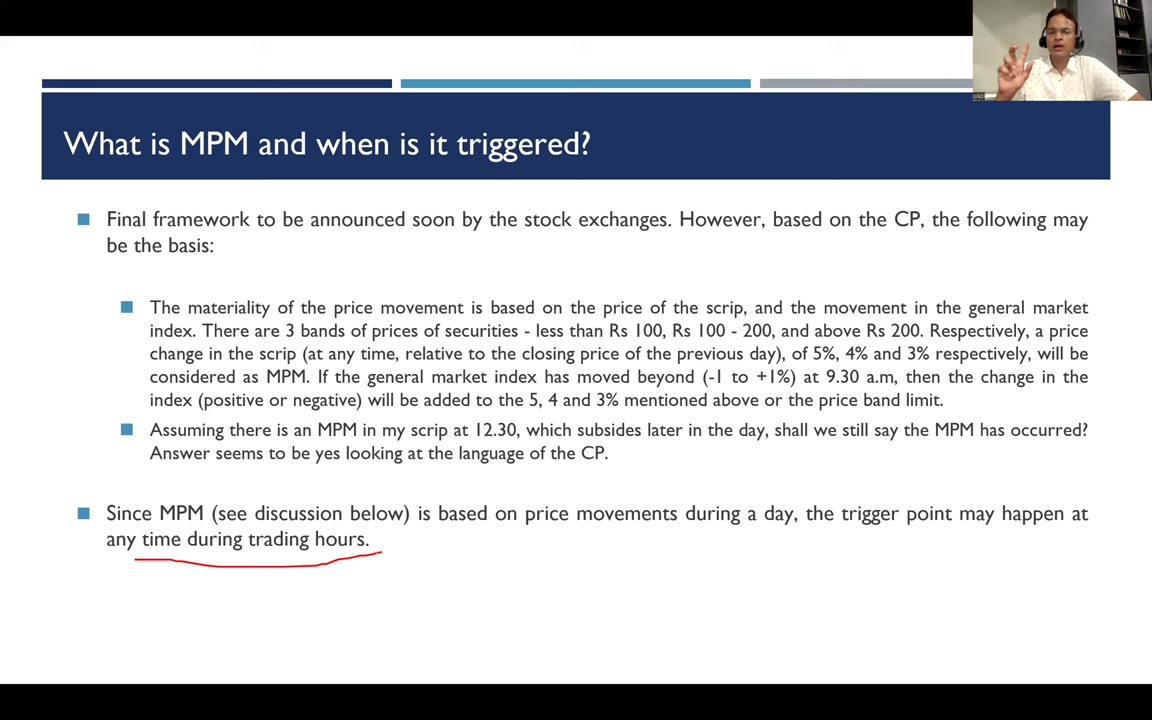 What is MPM and when is it triggered?
Final framework to be announced soon by the stock exchanges. However, based on the CP, the following may
be the basis:
The materiality of the price movement is based on the price of the scrip, and the movement in the general market
index. There are 3 bands of prices of securities - less than Rs 100, Rs 100 - 200, and above Rs 200. Respectively, a price
change in the scrip (at any time, relative to the closing price of the previous day), of 5%, 4% and 3% respectively, will be
considered as MPM. If the general market index has moved beyond (-1 to +1%) at 9.30 a.m, then the change in the
index (positive or negative) will be added to the 5, 4 and 3% mentioned above or the price band limit.
Assuming there is an MPM in my scrip at 12.30, which subsides later in the day, shall we still say the MPM has occurred?
Answer seems to be yes looking at the language of the CP.
Since MPM (see discussion below) is based on price movements during a day, the trigger point may happen at
any time during trading hours.